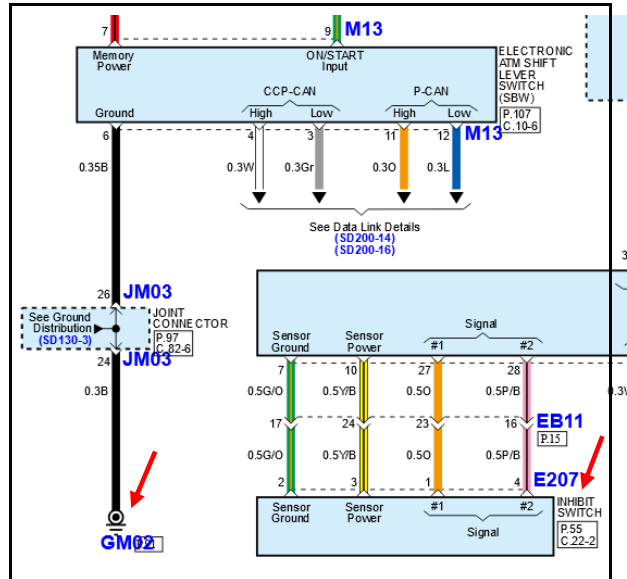 7
9
M13
Memory
Power
ON/START
Input
ELECTRONIC
ATM SHIFT
LEVER
SWITCH
(SBW)
P.107
C.10-6
CCP-CAN
P-CAN
Ground
High
Low
High
Low
6
4
3
11
12
M13
0.35B
0.3W
0.3Gr
0.3O
0.3L
See Data Link Details
(SD200-14)
(SD200-16)
26
JM03
See Ground
Distribution
(SD130-3)
JOINT
CONNECTOR
P.97
C.82-6
24
JM03
0.3B
GM02
3
Sensor
Ground
Sensor
Power
Signal
#1
#2
7
10
27
28
0.5G/O
0.5Y/B
0.5O
0.5P/B
17
24
23
16
EB11
P.15
0.5G/O
0.5Y/B
0.5O
0.5P/B
2
3
1
4
E207
Sensor
Ground
Sensor
Power
#1
#2
Signal
INHIBIT
SWITCH
P.55
C.22-2